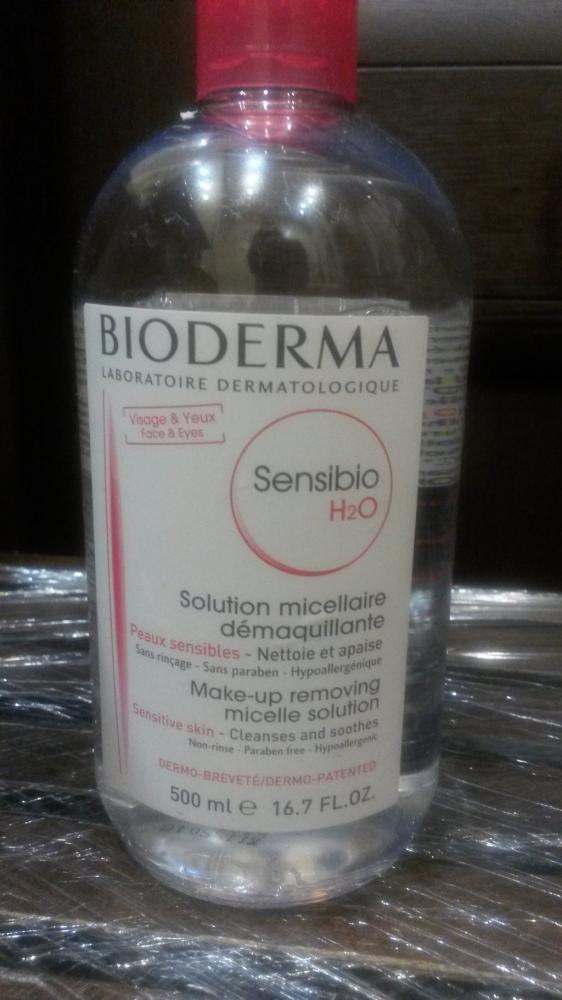 BIODERMA
LABORATOIRE DERMATOLOGIQUE
Visage & Yeux
Face & Eyes
Sensibio
H2O
Solution micellaire
démaquillante
Peaux sensibles - Nettoie et apaise
Sans rinçage - Sans paraben - Hypoallergénique
Make-up removing
micelle solution
Sensitive skin - Cleanses and soothes
Non-rinse - Paraben free - Hypoallergenic
DERMO-BREVETÉ/DERMO-PATENTED
500 ml ℮ 16.7 FL.OZ.